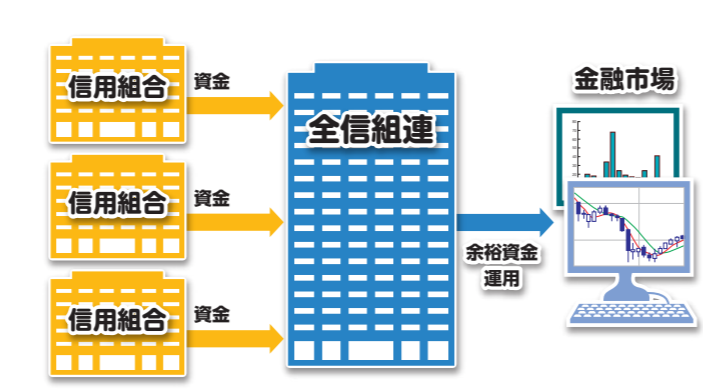 信用組合
資金
信用組合
資金
信用組合
資金
全信組連
余裕資金
運用
金融市場